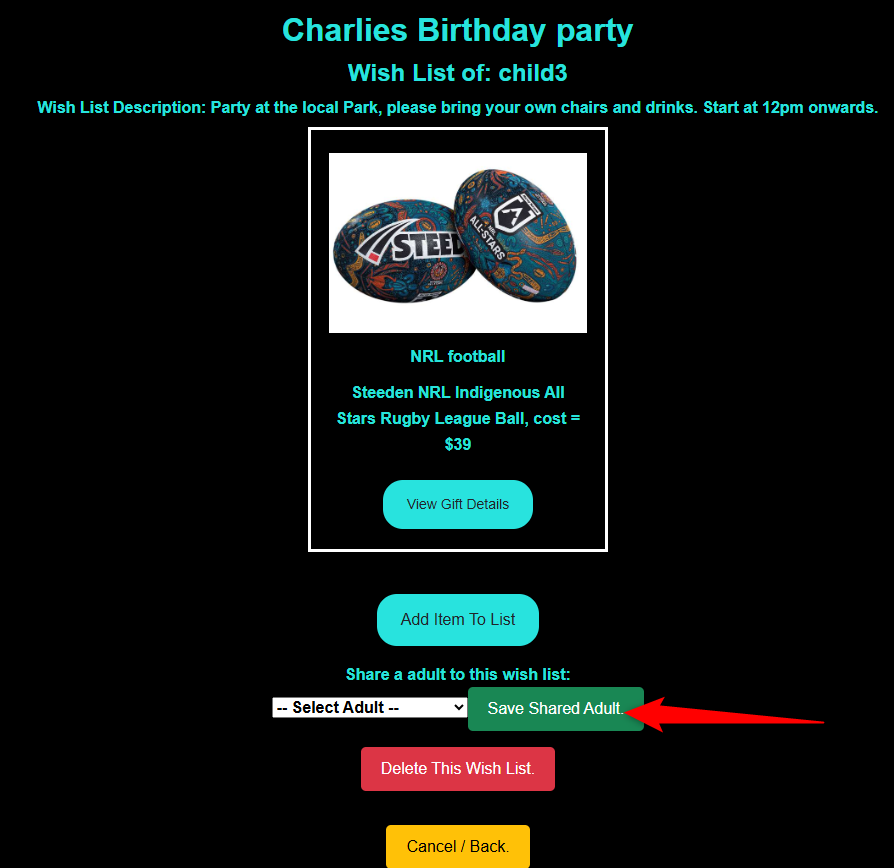 Charlies Birthday party
Wish List of: child3
Wish List Description: Party at the local Park, please bring your own chairs and drinks. Start at 12pm onwards.
STEED
ALL-STARS
NRL football
Steeden NRL Indigenous All
Stars Rugby League Ball, cost =
$39
View Gift Details
Add Item To List
Share a adult to this wish list:
-- Select Adult --
Save Shared Adult.
Delete This Wish List.
Cancel / Back.